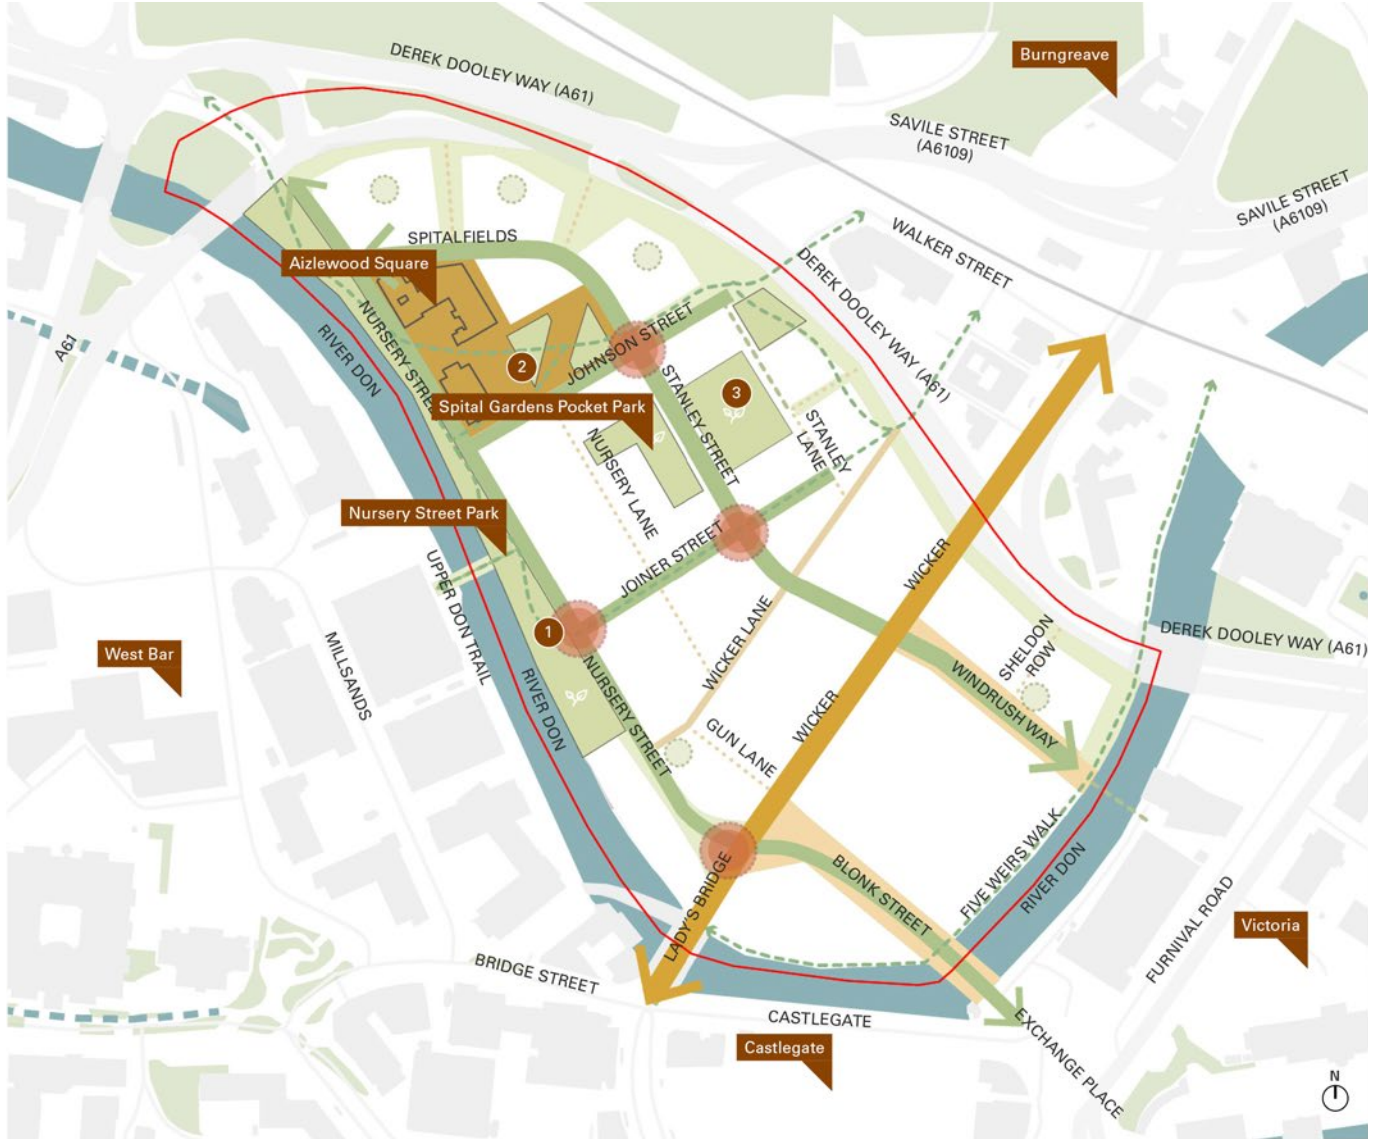 DEREK DOOLEY WAY (A61)
Burngreave
SAVILE STREET
(A6109)
SAVILE STREET
(A6109)
WALKER STREET
SPITALFIELDS
Aizlewood Square
DEREK DOOLEY WAY (A61)
A61
RIVER DON
NURSERY STREET
JOHNSON STREET
2
3
Spital Gardens Pocket Park
STANLEY STREET
STANLEY
LANE
NURSERY LANE
Nursery Street Park
JOINER STREET
WICKER
UPPER DON TRAIL
1
WICKER LANE
SHELDON
ROW
DEREK DOOLEY WAY (A61)
West Bar
MILLSANDS
RIVER DON
NURSERY STREET
WICKER
WINDRUSH WAY
GUN LANE
FIVE WEIRS WALK
RIVER DON
BLONK STREET
LADY'S BRIDGE
FURNIVAL ROAD
Victoria
BRIDGE STREET
CASTLEGATE
Castlegate
EXCHANGE PLACE
N